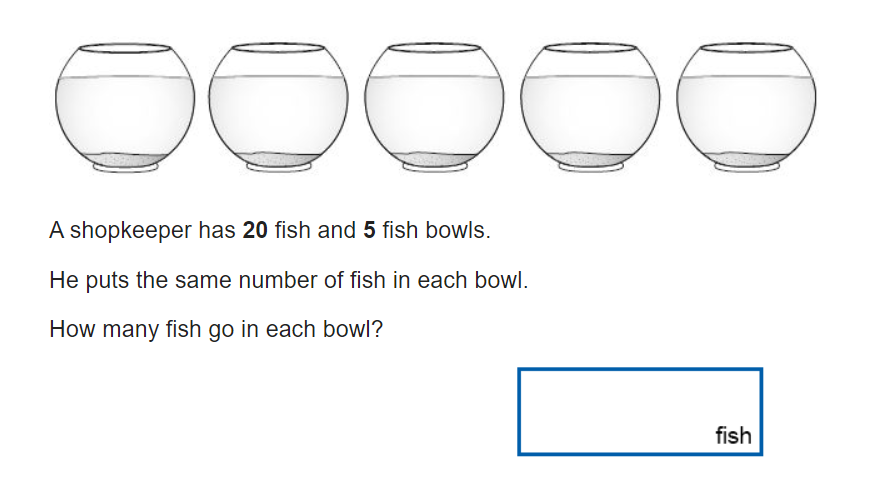 A shopkeeper has 20 fish and 5 fish bowls.
He puts the same number of fish in each bowl.
How many fish go in each bowl?
fish